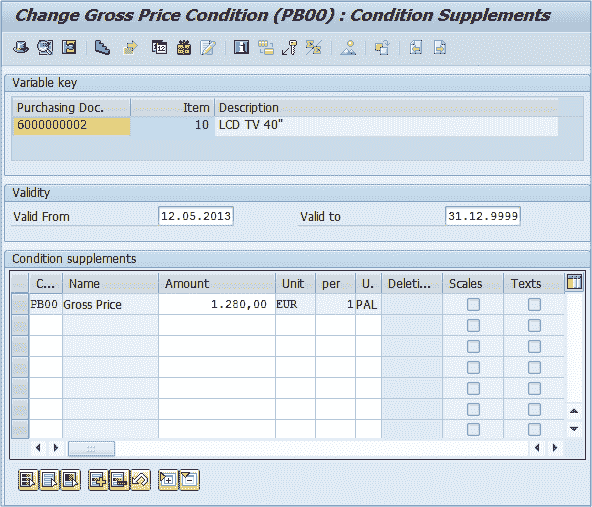 Change Gross Price Condition (PB00) : Condition Supplements
Variable key
Purchasing Doc. Item Description
6000000002 10 LCD TV 40"
Validity
Valid From 12.05.2013 Valid to 31.12.9999
Condition supplements
C... Name Amount Unit per U. Deleti... Scales Texts
PB00 Gross Price 1.280,00 EUR 1 PAL